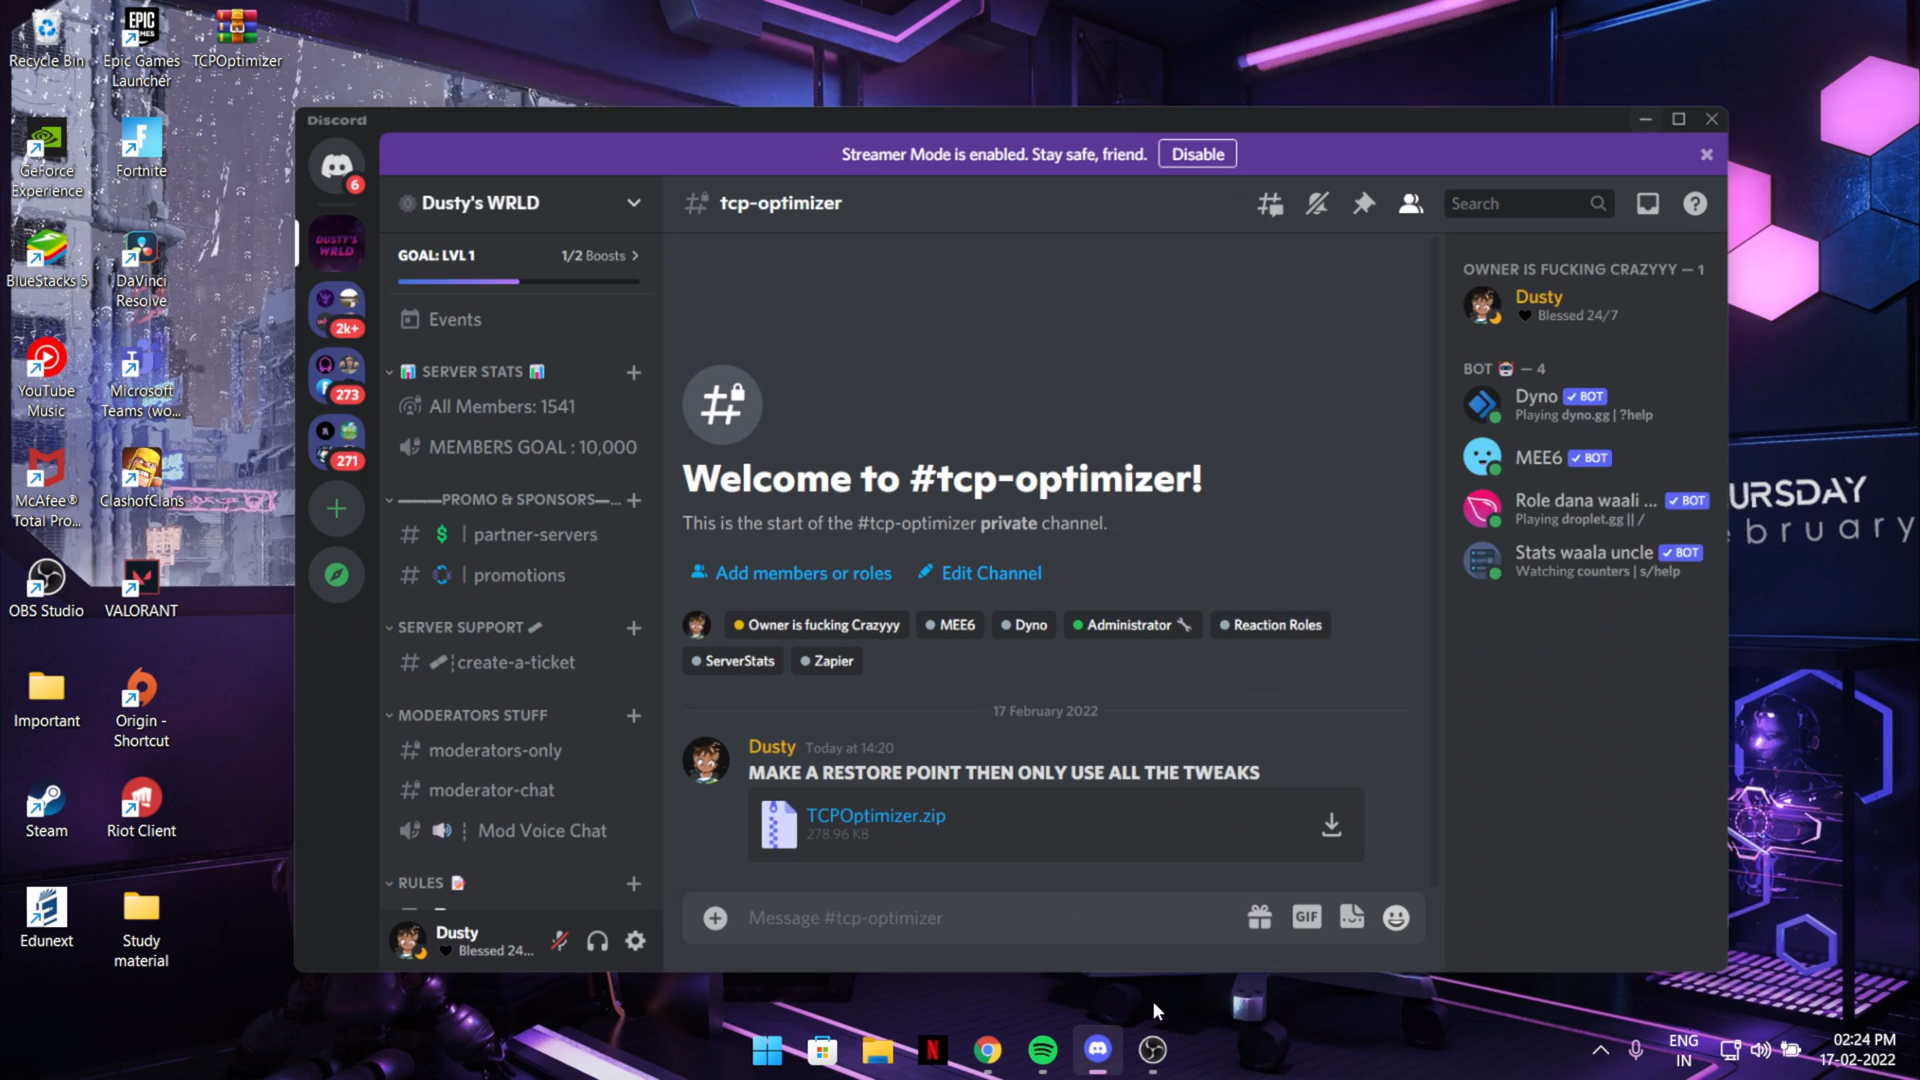 Recycle Bin
Epic Games
Launcher
TCPOptimizer
GeForce
Experience
Fortnite
BlueStacks 5
DaVinci
Resolve
YouTube
Music
Microsoft
Teams (wo...
McAfee®
Total Pro...
ClashofClans
OBS Studio
VALORANT
Important
Origin -
Shortcut
Steam
Riot Client
Edunext
Study
material
Discord
Streamer Mode is enabled. Stay safe, friend.
Disable
6
DUSTY'S
WRLD
2k+
273
271
Dusty's WRLD
GOAL: LVL 1
1/2 Boosts
Events
SERVER STATS
All Members: 1541
MEMBERS GOAL : 10,000
PROMO & SPONSORS—...
$ | partner-servers
| promotions
SERVER SUPPORT
create-a-ticket
MODERATORS STUFF
moderators-only
moderator-chat
Mod Voice Chat
RULES
Dusty
Blessed 24...
tcp-optimizer
Search
Welcome to #tcp-optimizer!
This is the start of the #tcp-optimizer private channel.
Add members or roles
Edit Channel
Owner is fucking Crazyyy
MEE6
Dyno
Administrator
Reaction Roles
ServerStats
Zapier
17 February 2022
Dusty Today at 14:20
MAKE A RESTORE POINT THEN ONLY USE ALL THE TWEAKS
TCPOptimizer.zip
278.96 KB
Message #tcp-optimizer
GIF
OWNER IS FUCKING CRAZYYY — 1
Dusty
Blessed 24/7
BOT — 4
Dyno ✓ BOT
Playing dyno.gg | ?help
MEE6 ✓ BOT
Role dana waali ... ✓ BOT
Playing droplet.gg || /
Stats waala uncle ✓ BOT
Watching counters | s/help
URSDAY
bruary
ENG
IN
02:24 PM
17-02-2022